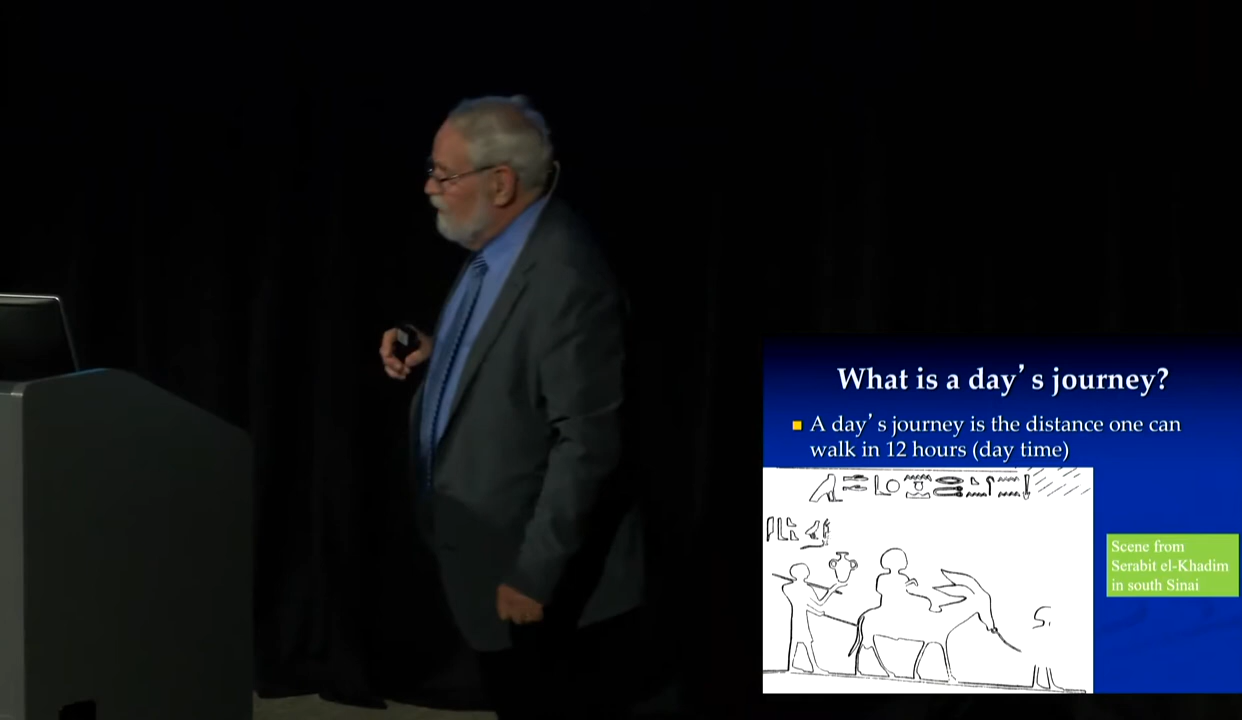 What is a day's journey?
A day's journey is the distance one can
walk in 12 hours (day time)
Scene from
Serabit el-Khadim
in south Sinai